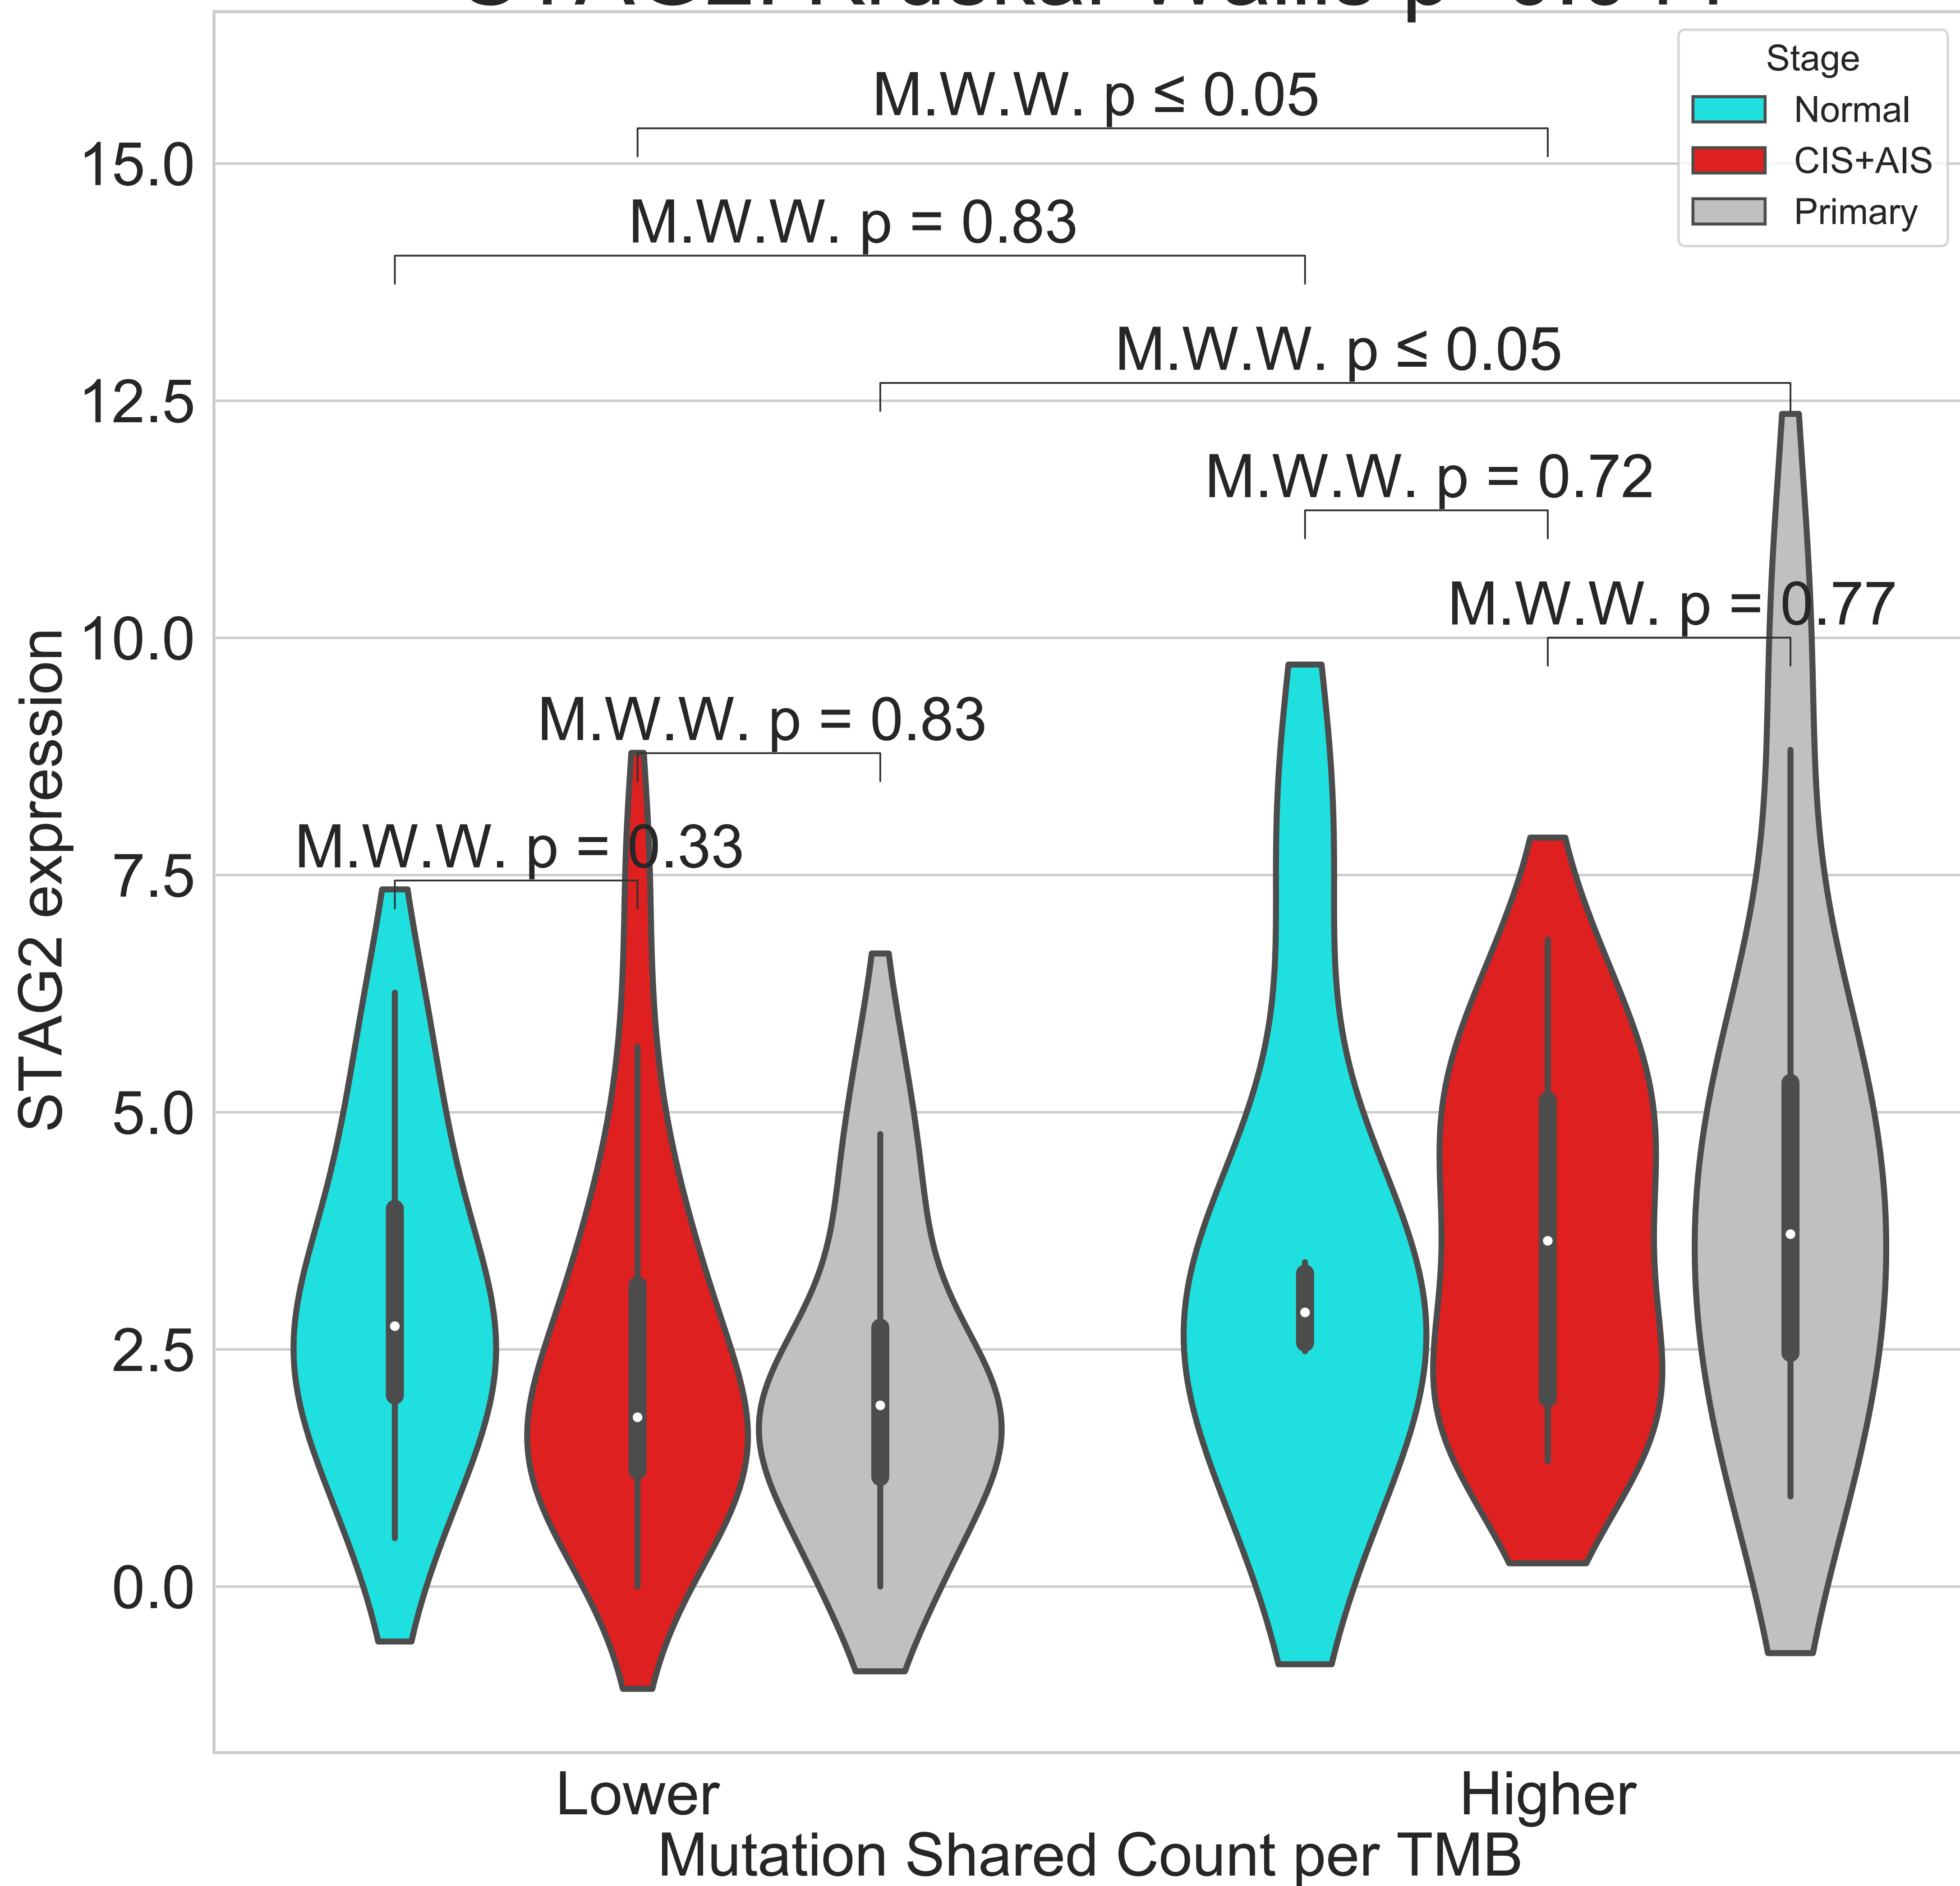 Stage
Normal
CIS+AIS
Primary
M.W.W. p ≤ 0.05
M.W.W. p = 0.83
M.W.W. p ≤ 0.05
M.W.W. p = 0.72
M.W.W. p = 0.77
M.W.W. p = 0.83
M.W.W. p = 0.33
15.0
12.5
10.0
7.5
5.0
2.5
0.0
STAG2 expression
Lower
Higher
Mutation Shared Count per TMB